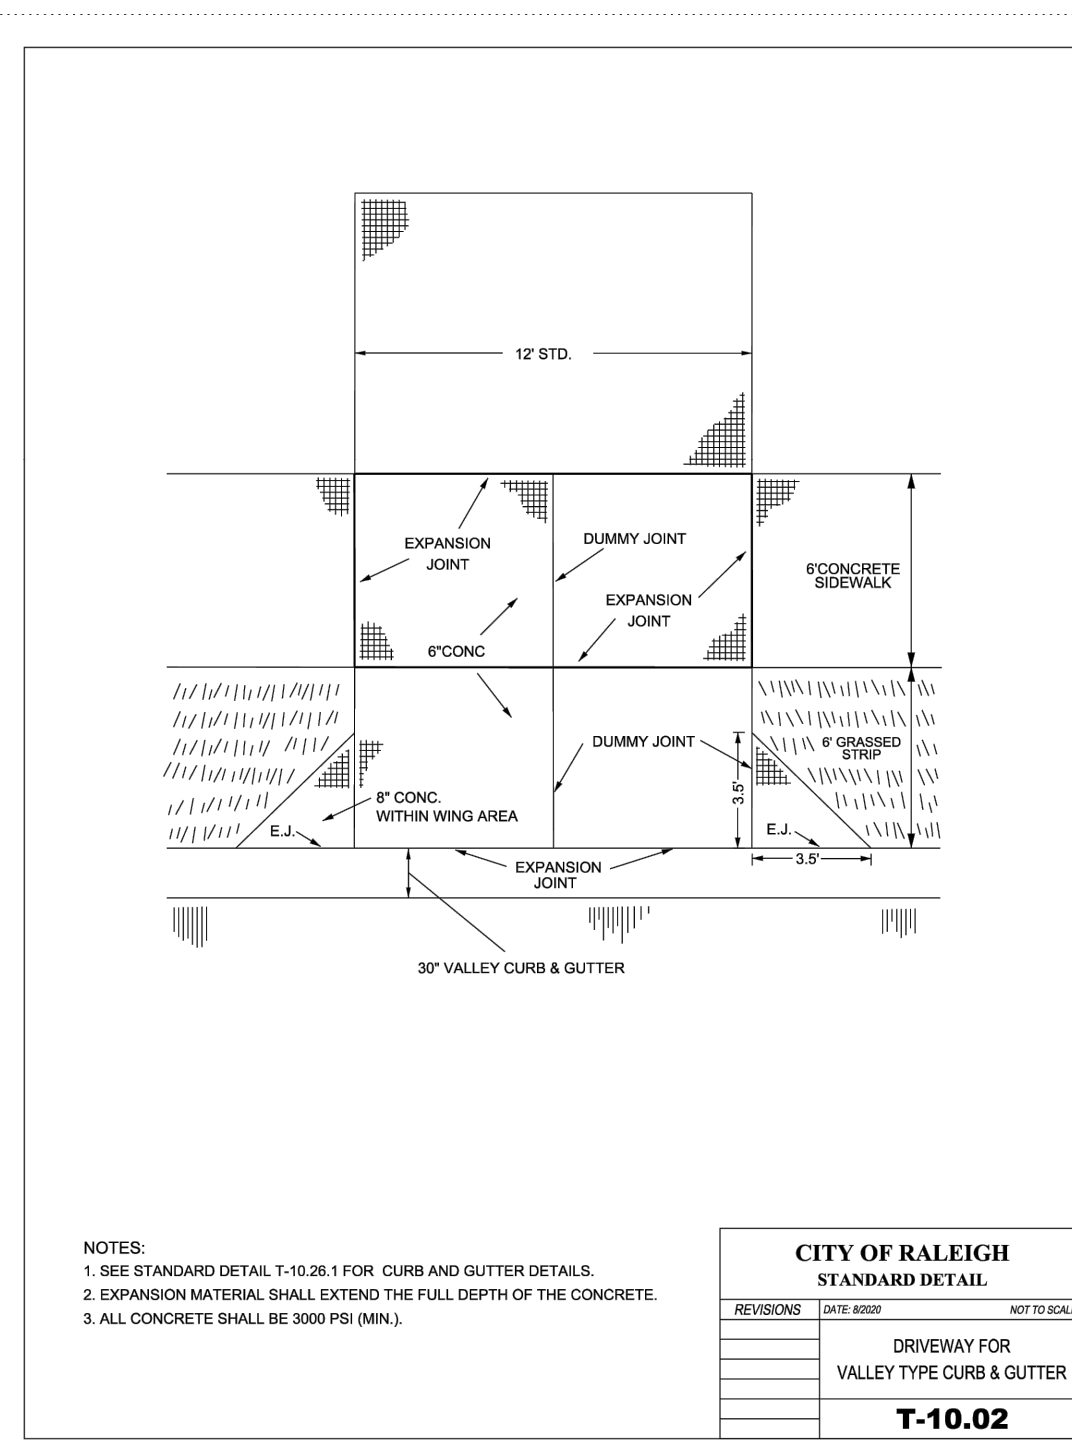 12' STD.
EXPANSION
JOINT
DUMMY JOINT
6'CONCRETE
SIDEWALK
EXPANSION
JOINT
6"CONC
DUMMY JOINT
6' GRASSED
STRIP
3.5'
8" CONC.
WITHIN WING AREA
E.J.
E.J.
3.5'
EXPANSION
JOINT
30" VALLEY CURB & GUTTER
NOTES:
1. SEE STANDARD DETAIL T-10.26.1 FOR CURB AND GUTTER DETAILS.
2. EXPANSION MATERIAL SHALL EXTEND THE FULL DEPTH OF THE CONCRETE.
3. ALL CONCRETE SHALL BE 3000 PSI (MIN.).
CITY OF RALEIGH
STANDARD DETAIL
REVISIONS DATE: 8/2020 NOT TO SCALE
DRIVEWAY FOR
VALLEY TYPE CURB & GUTTER
T-10.02